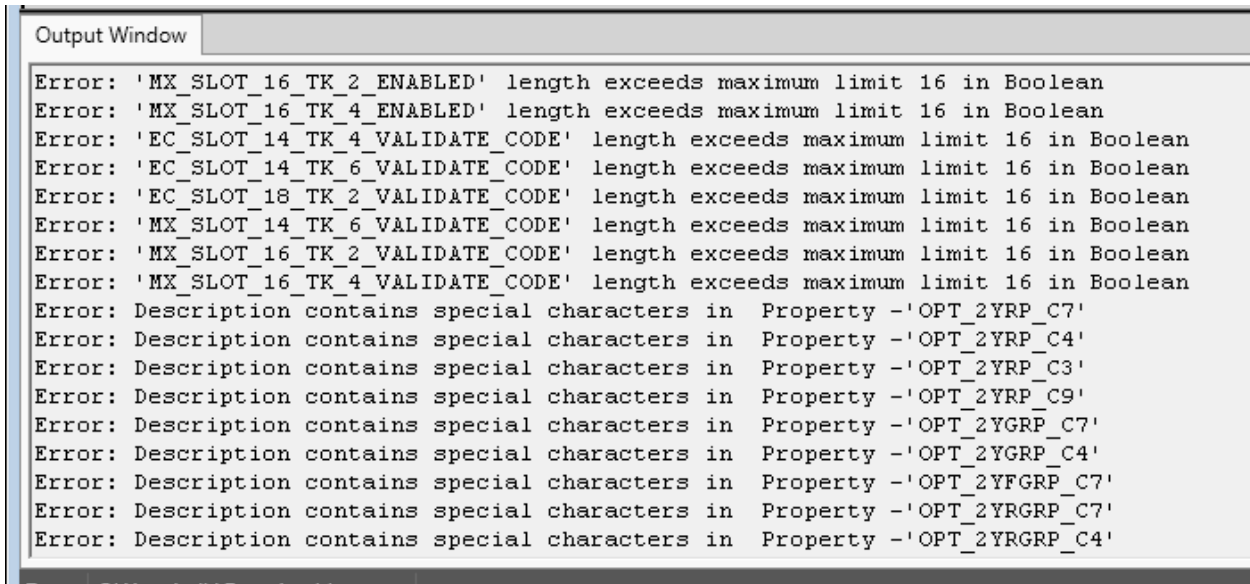 Output Window
Error: 'MX_SLOT_16_TK_2_ENABLED' length exceeds maximum limit 16 in Boolean
Error: 'MX_SLOT_16_TK_4_ENABLED' length exceeds maximum limit 16 in Boolean
Error: 'EC_SLOT_14_TK_4_VALIDATE_CODE' length exceeds maximum limit 16 in Boolean
Error: 'EC_SLOT_14_TK_6_VALIDATE_CODE' length exceeds maximum limit 16 in Boolean
Error: 'EC_SLOT_18_TK_2_VALIDATE_CODE' length exceeds maximum limit 16 in Boolean
Error: 'MX_SLOT_14_TK_6_VALIDATE_CODE' length exceeds maximum limit 16 in Boolean
Error: 'MX_SLOT_16_TK_2_VALIDATE_CODE' length exceeds maximum limit 16 in Boolean
Error: 'MX_SLOT_16_TK_4_VALIDATE_CODE' length exceeds maximum limit 16 in Boolean
Error: Description contains special characters in  Property -'OPT_2YRP_C7'
Error: Description contains special characters in  Property -'OPT_2YRP_C4'
Error: Description contains special characters in  Property -'OPT_2YRP_C3'
Error: Description contains special characters in  Property -'OPT_2YRP_C9'
Error: Description contains special characters in  Property -'OPT_2YGRP_C7'
Error: Description contains special characters in  Property -'OPT_2YGRP_C4'
Error: Description contains special characters in  Property -'OPT_2YFGRP_C7'
Error: Description contains special characters in  Property -'OPT_2YRGRP_C7'
Error: Description contains special characters in  Property -'OPT_2YRGRP_C4'